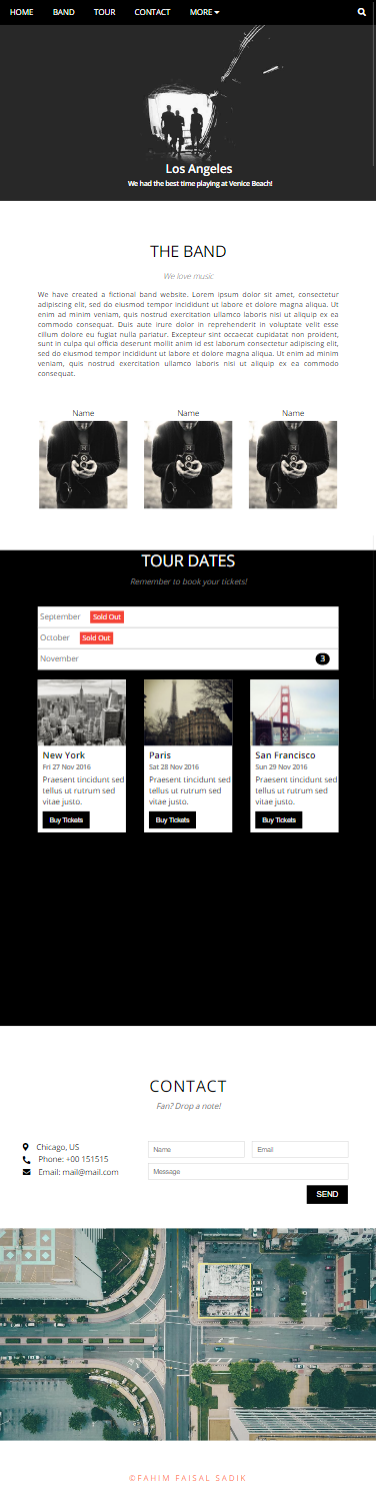 HOME BAND TOUR CONTACT MORE
Los Angeles
We had the best time playing at Venice Beach!
THE BAND
We love music
We have created a fictional band website. Lorem ipsum dolor sit amet, consectetur
adipiscing elit, sed do eiusmod tempor incididunt ut labore et dolore magna aliqua. Ut
enim ad minim veniam, quis nostrud exercitation ullamco laboris nisi ut aliquip ex ea
commodo consequat. Duis aute irure dolor in reprehenderit in voluptate velit esse
cillum dolore eu fugiat nulla pariatur. Excepteur sint occaecat cupidatat non proident,
sunt in culpa qui officia deserunt mollit anim id est laborum consectetur adipiscing elit,
sed do eiusmod tempor incididunt ut labore et dolore magna aliqua. Ut enim ad minim
veniam, quis nostrud exercitation ullamco laboris nisi ut aliquip ex ea commodo
consequat.
Name Name Name
TOUR DATES
Remember to book your tickets!
September Sold Out
October Sold Out
November 3
New York
Fri 27 Nov 2016
Praesent tincidunt sed
tellus ut rutrum sed
vitae justo.
Buy Tickets
Paris
Sat 28 Nov 2016
Praesent tincidunt sed
tellus ut rutrum sed
vitae justo.
Buy Tickets
San Francisco
Sun 29 Nov 2016
Praesent tincidunt sed
tellus ut rutrum sed
vitae justo.
Buy Tickets
CONTACT
Fan? Drop a note!
Chicago, US
Phone: +00 151515
Email: mail@mail.com
Name Email
Message
SEND
©FAHIM FAISAL SADIK